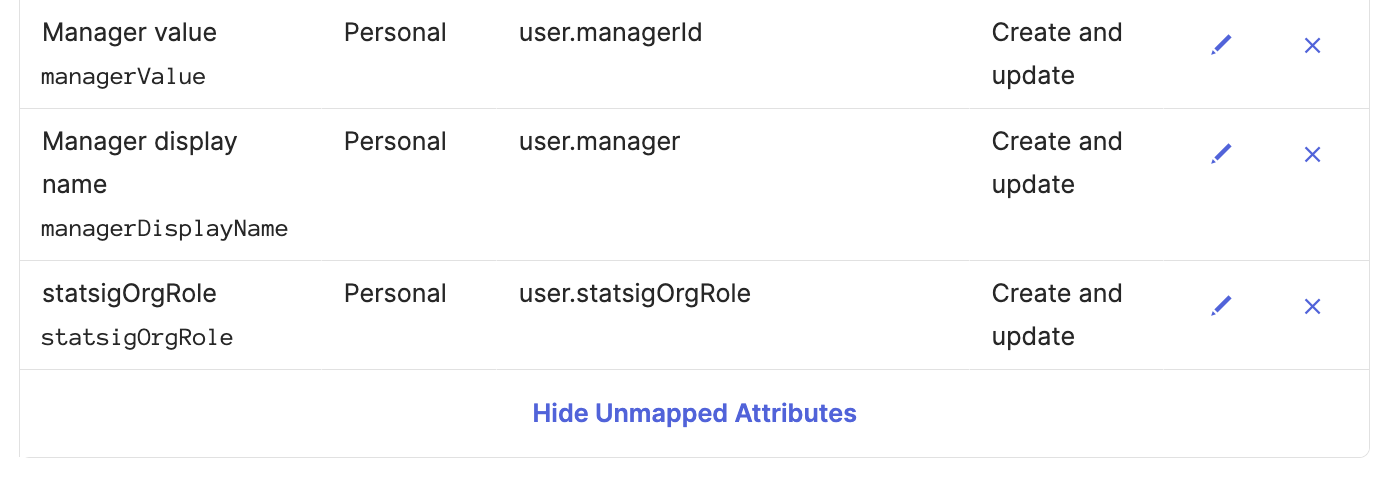 Manager value Personal user.managerId Create and
managerValue update
Manager display Personal user.manager Create and
name update
managerDisplayName
statsigOrgRole Personal user.statsigOrgRole Create and
statsigOrgRole update
Hide Unmapped Attributes